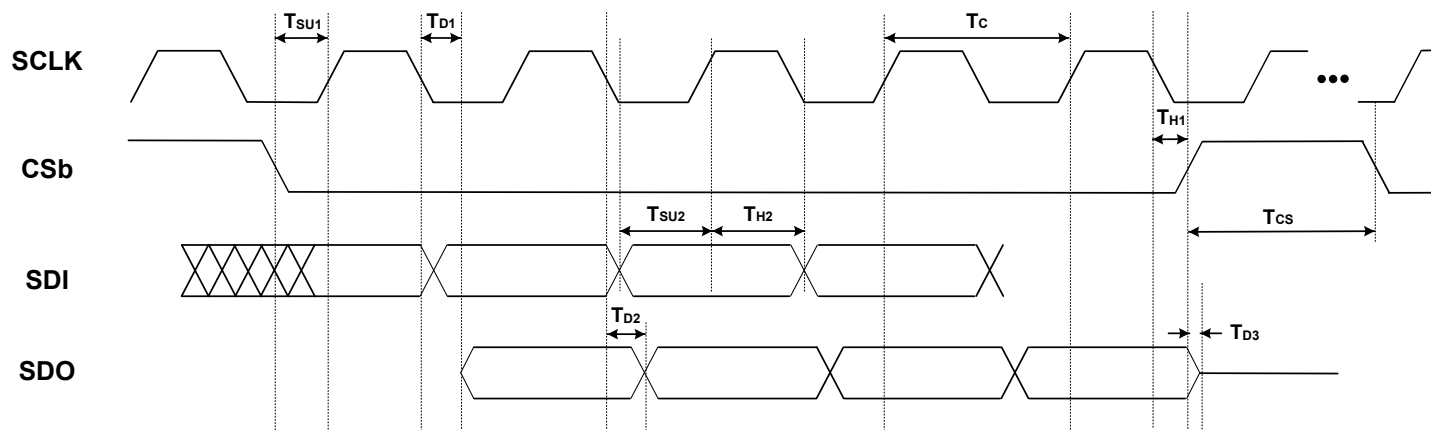 TSU1 TD1 TC
SCLK
•••
TH1
CSb
TSU2 TH2 TCS
SDI
TD2 TD3
SDO